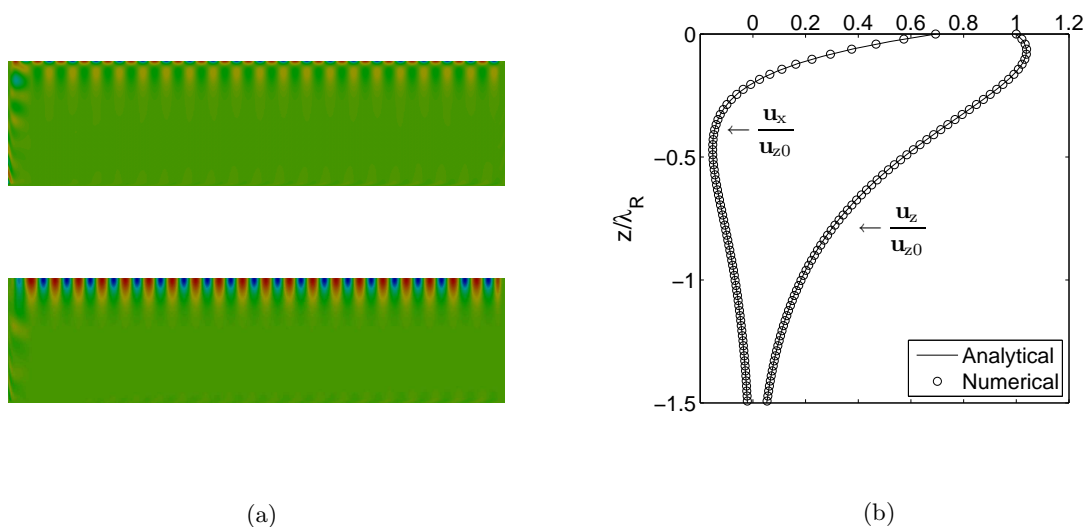 0 0.2 0.4 0.6 0.8 1 1.2
0
−0.5
−1
−1.5
z/λR
← ux
uz0
← uz
uz0
Analytical
Numerical
(a)
(b)